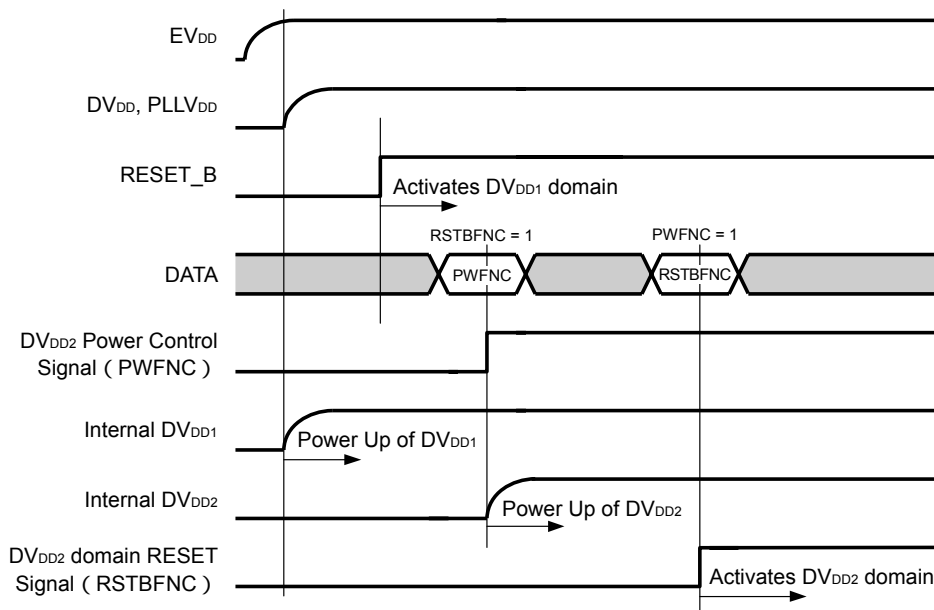 EVDD
DVDD, PLLVDD
RESET_B
Activates DVDD1 domain
RSTBFNC = 1
PWFNC = 1
DATA
PWFNC
RSTBFNC
DVDD2 Power Control
Signal ( PWFNC )
Internal DVDD1
Power Up of DVDD1
Internal DVDD2
Power Up of DVDD2
DVDD2 domain RESET
Signal ( RSTBFNC )
Activates DVDD2 domain